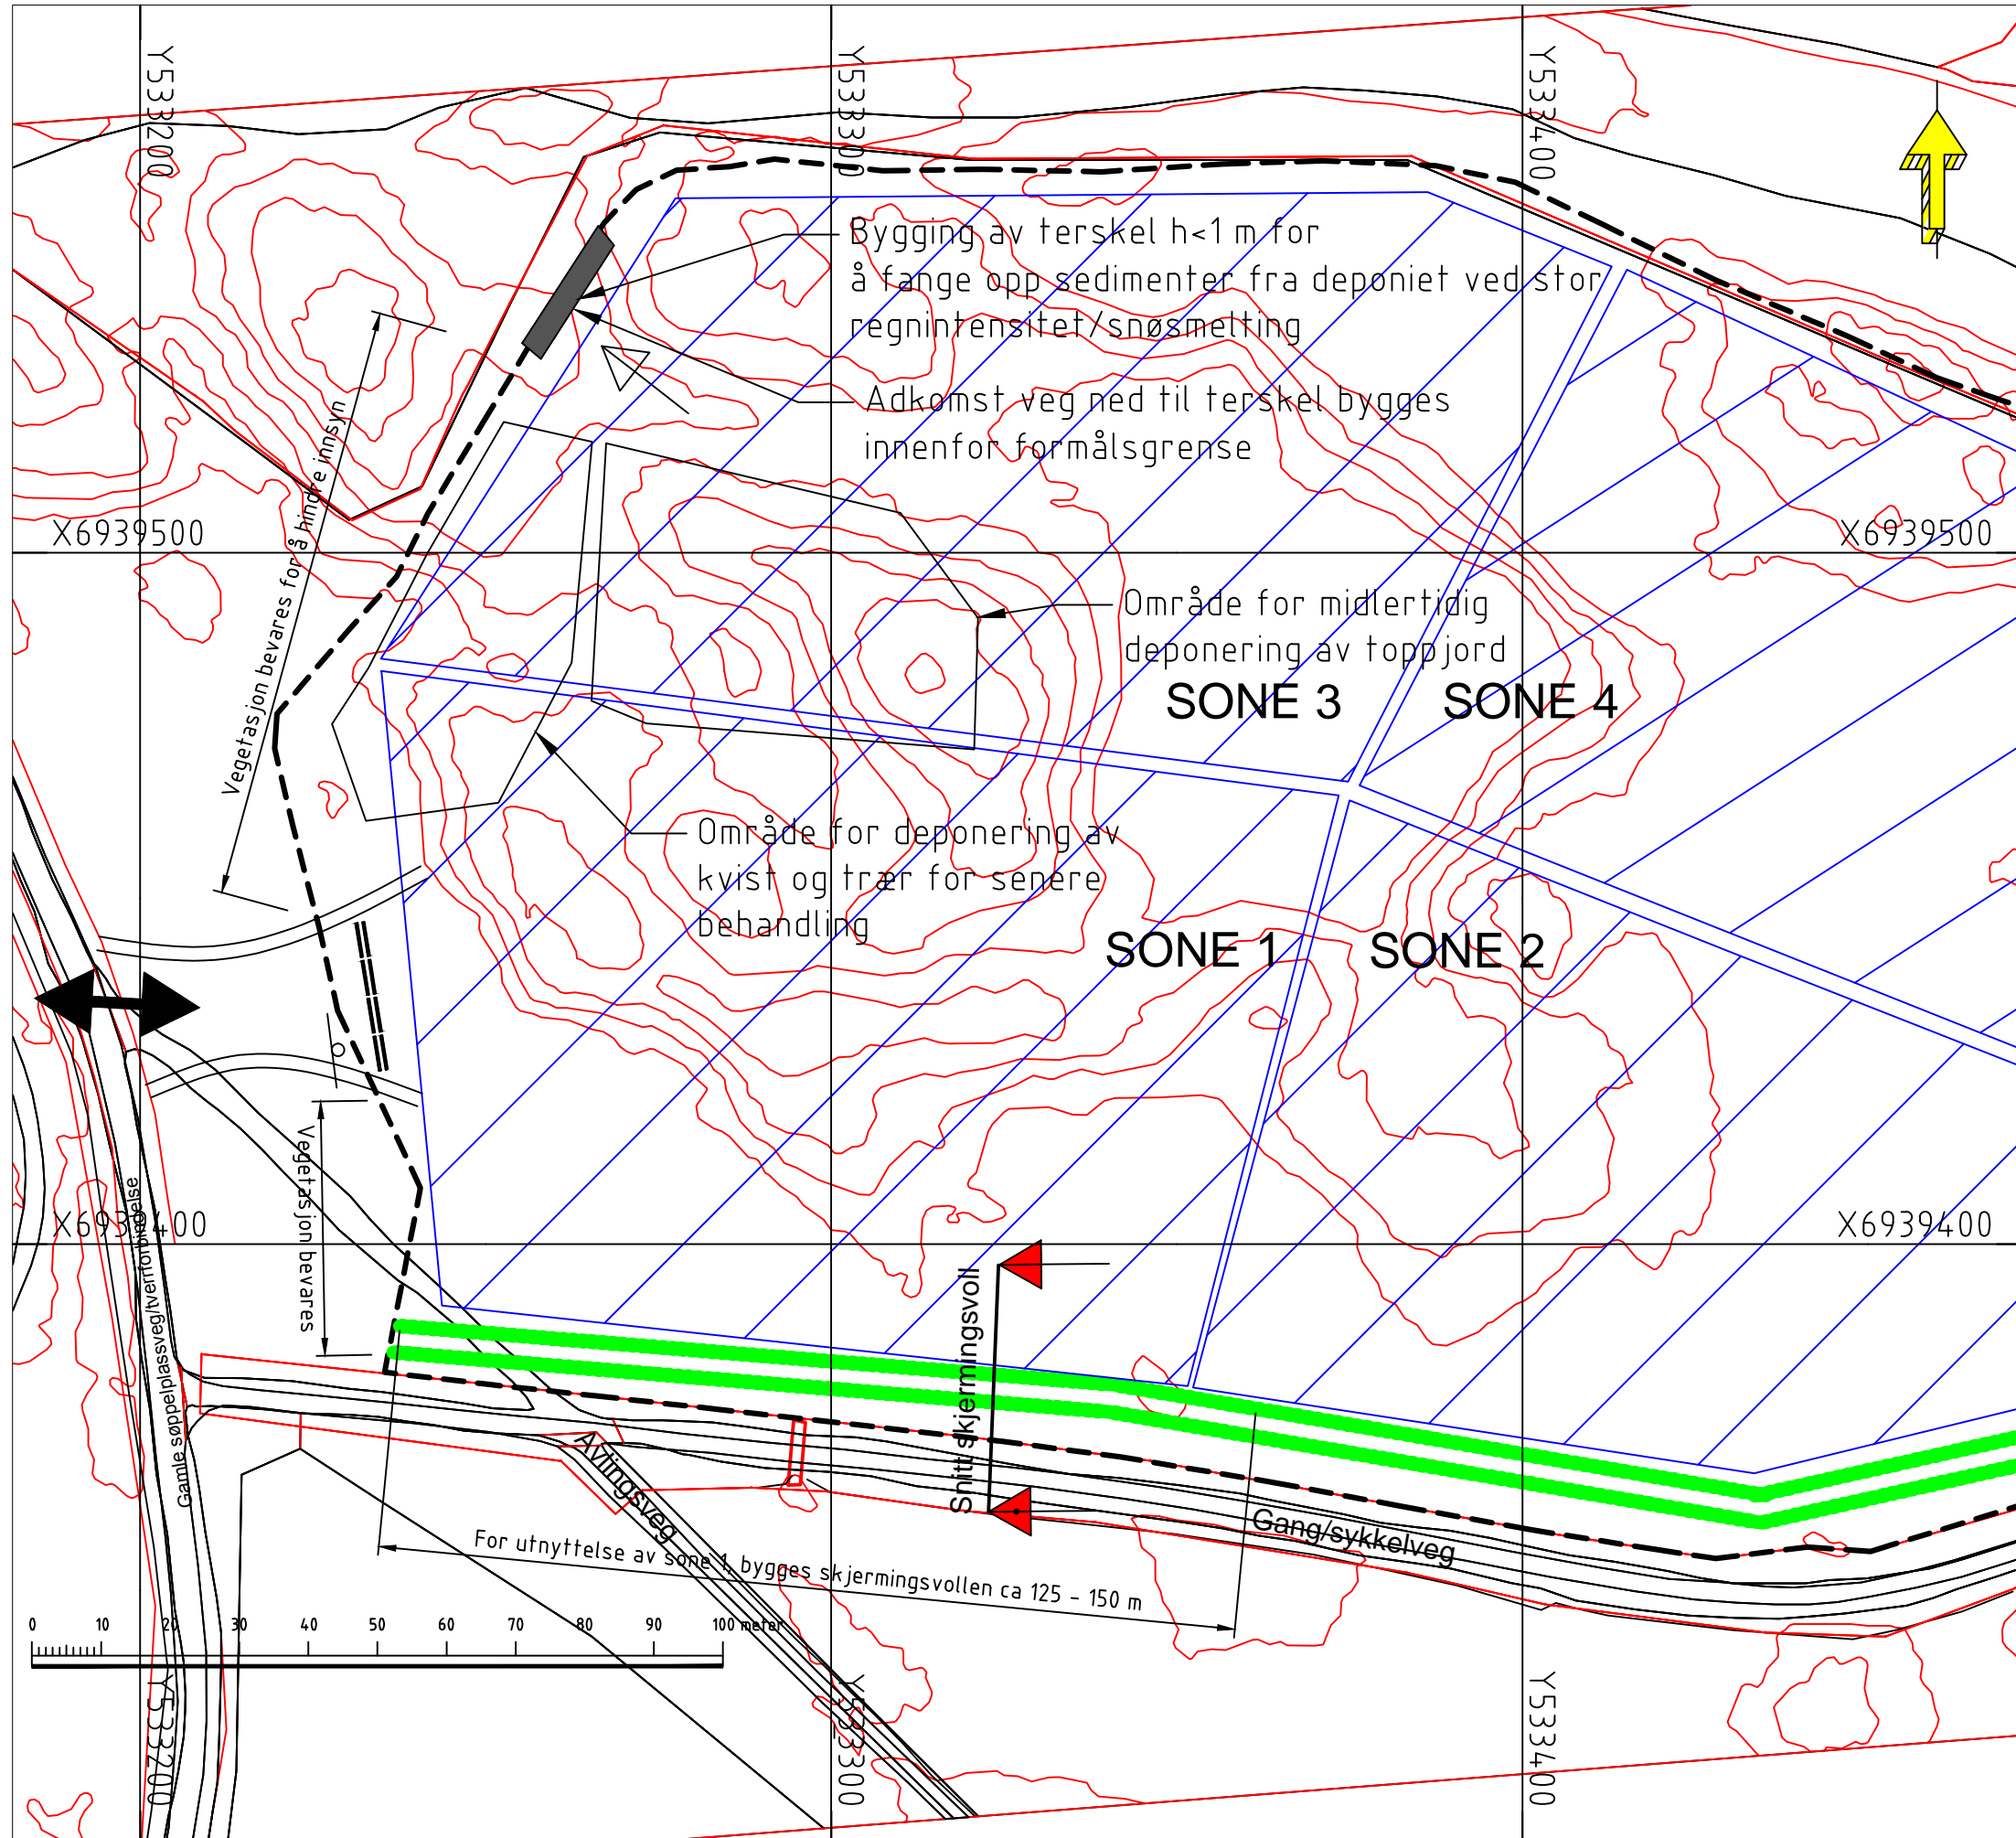 Y533200
Y533300
Y533400
Bygging av terskel h<1 m for
å fange opp sedimenter fra deponiet ved stor
regnintensitet/snøsmelting
Adkomst veg ned til terskel bygges
innenfor formålsgrense
Vegetasjon bevares for å hindre innsyn
X6939500
X6939500
Område for midlertidig
deponering av toppjord
SONE 3
SONE 4
Område for deponering av
kvist og trær for senere
behandling
SONE 1
SONE 2
Vegetasjon bevares
X6939400
X6939400
Gamle søppelplassveg/tverrforbindelse
Snitt skjermingsvoll
Avlingsveg
Gang/sykkelveg
For utnyttelse av sone 1, bygges skjermingsvollen ca 125 - 150 m
0 10 20 30 40 50 60 70 80 90 100 meter
Y533200
Y533300
Y533400